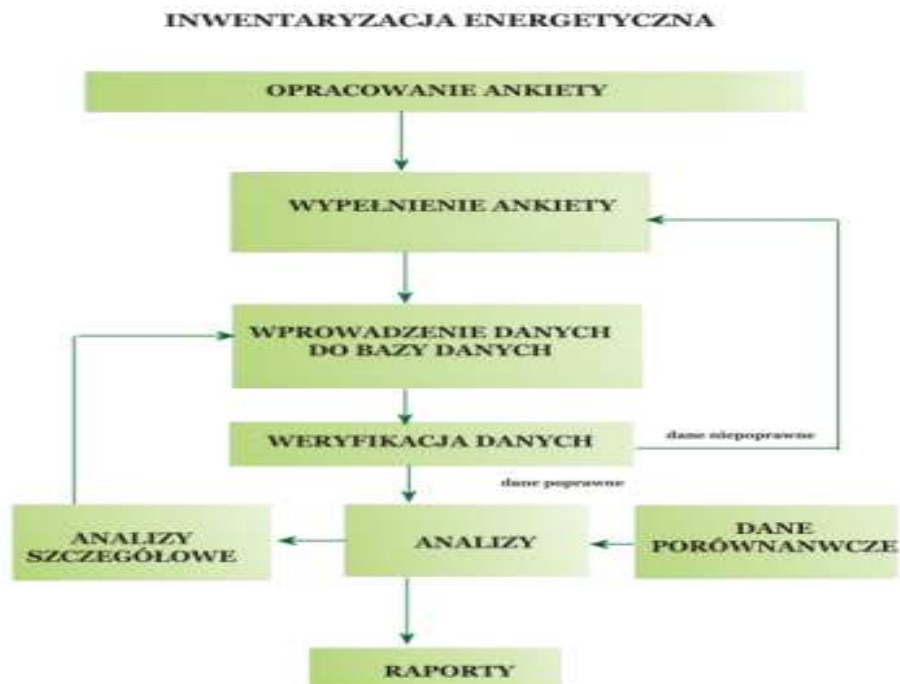 INWENTARYZACJA ENERGETYCZNA
OPRACOWANIE ANKIETY
WYPEŁNIENIE ANKIETY
WPROWADZENIE DANYCH
DO BAZY DANYCH
WERYFIKACJA DANYCH
dane niepoprawne
dane poprawne
ANALIZY
SZCZEGÓŁOWE
ANALIZY
DANE
PORÓWNANWCZE
RAPORTY